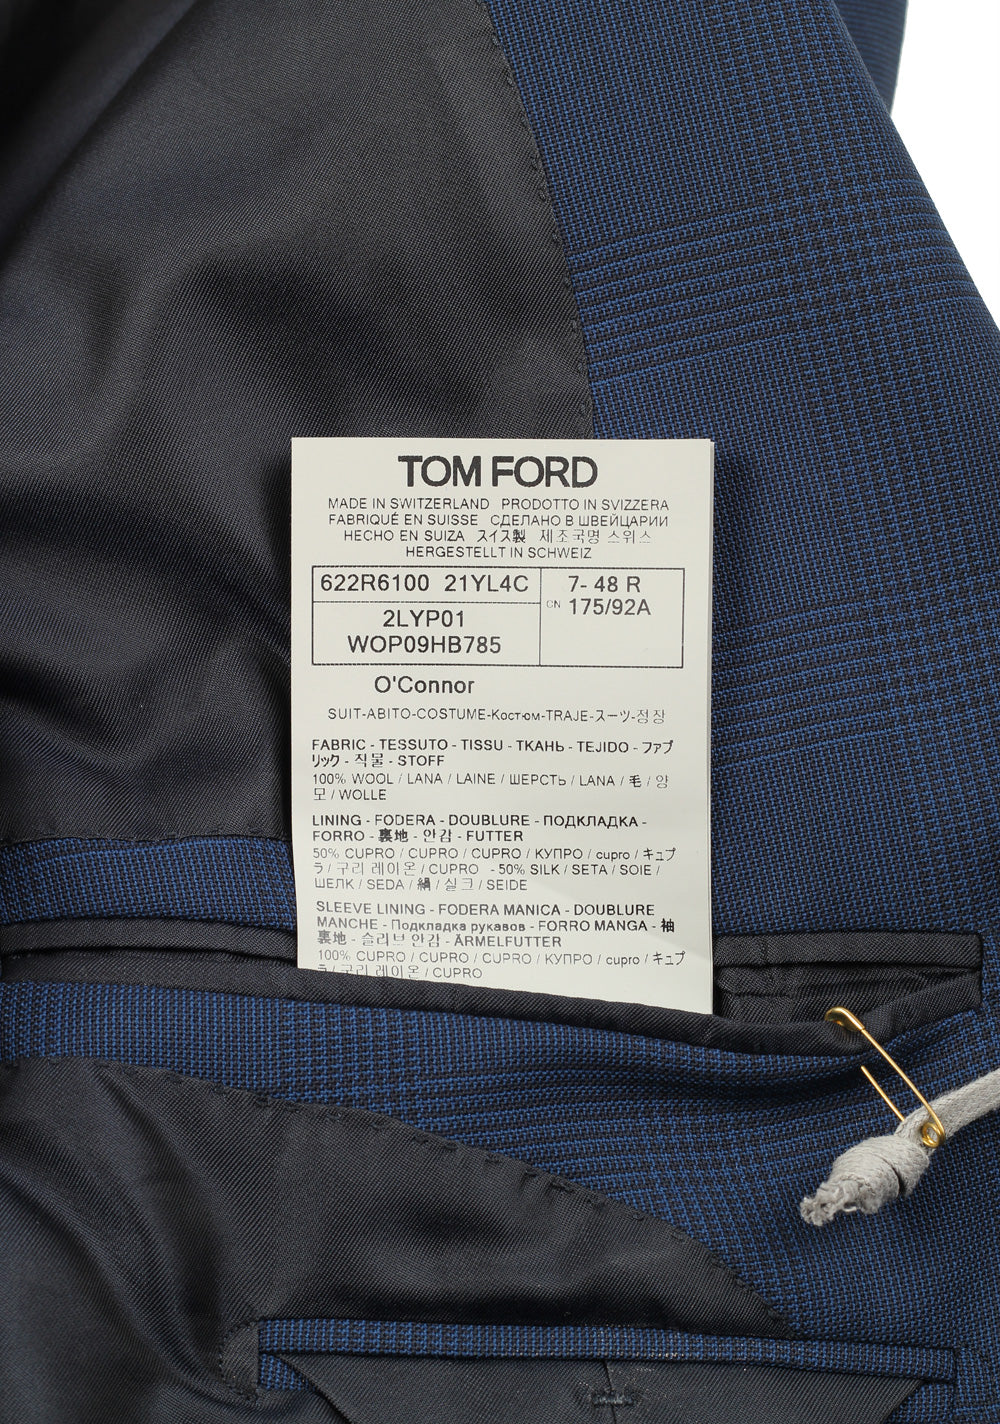 TOM FORD
MADE IN SWITZERLAND PRODOTTO IN SVIZZERA
FABRIQUÉ EN SUISSE СДЕЛАНО В ШВЕЙЦАРИИ
HECHO EN SUIZA スイス製 제조국명 스위스
HERGESTELLT IN SCHWEIZ
622R6100 21YL4C 7- 48 R
CN 175/92A
2LYP01
WOP09HB785
O'Connor
SUIT-ABITO-COSTUME-Костюм-TRAJE-スーツ-정장
FABRIC - TESSUTO - TISSU - ТКАНЬ - TEJIDO - ファブ
リック - 직물 - STOFF
100% WOOL / LANA / LAINE / ШЕРСТЬ / LANA / 毛 / 양
모 / WOLLE
LINING - FODERA - DOUBLURE - ПОДКЛАДКА -
FORRO - 裏地 - 안감 - FUTTER
50% CUPRO / CUPRO / CUPRO / КУПРО / cupro / キュプ
ラ / 구리 레이온 / CUPRO - 50% SILK / SETA / SOIE /
ШЕЛК / SEDA / 絹 / 실크 / SEIDE
SLEEVE LINING - FODERA MANICA - DOUBLURE
MANCHE - Подкладка рукавов - FORRO MANGA - 袖
裏地 - 슬리브 안감 - ÄRMELFUTTER
100% CUPRO / CUPRO / CUPRO / КУПРО / cupro / キュプ
ラ / 구리 레이온 / CUPRO